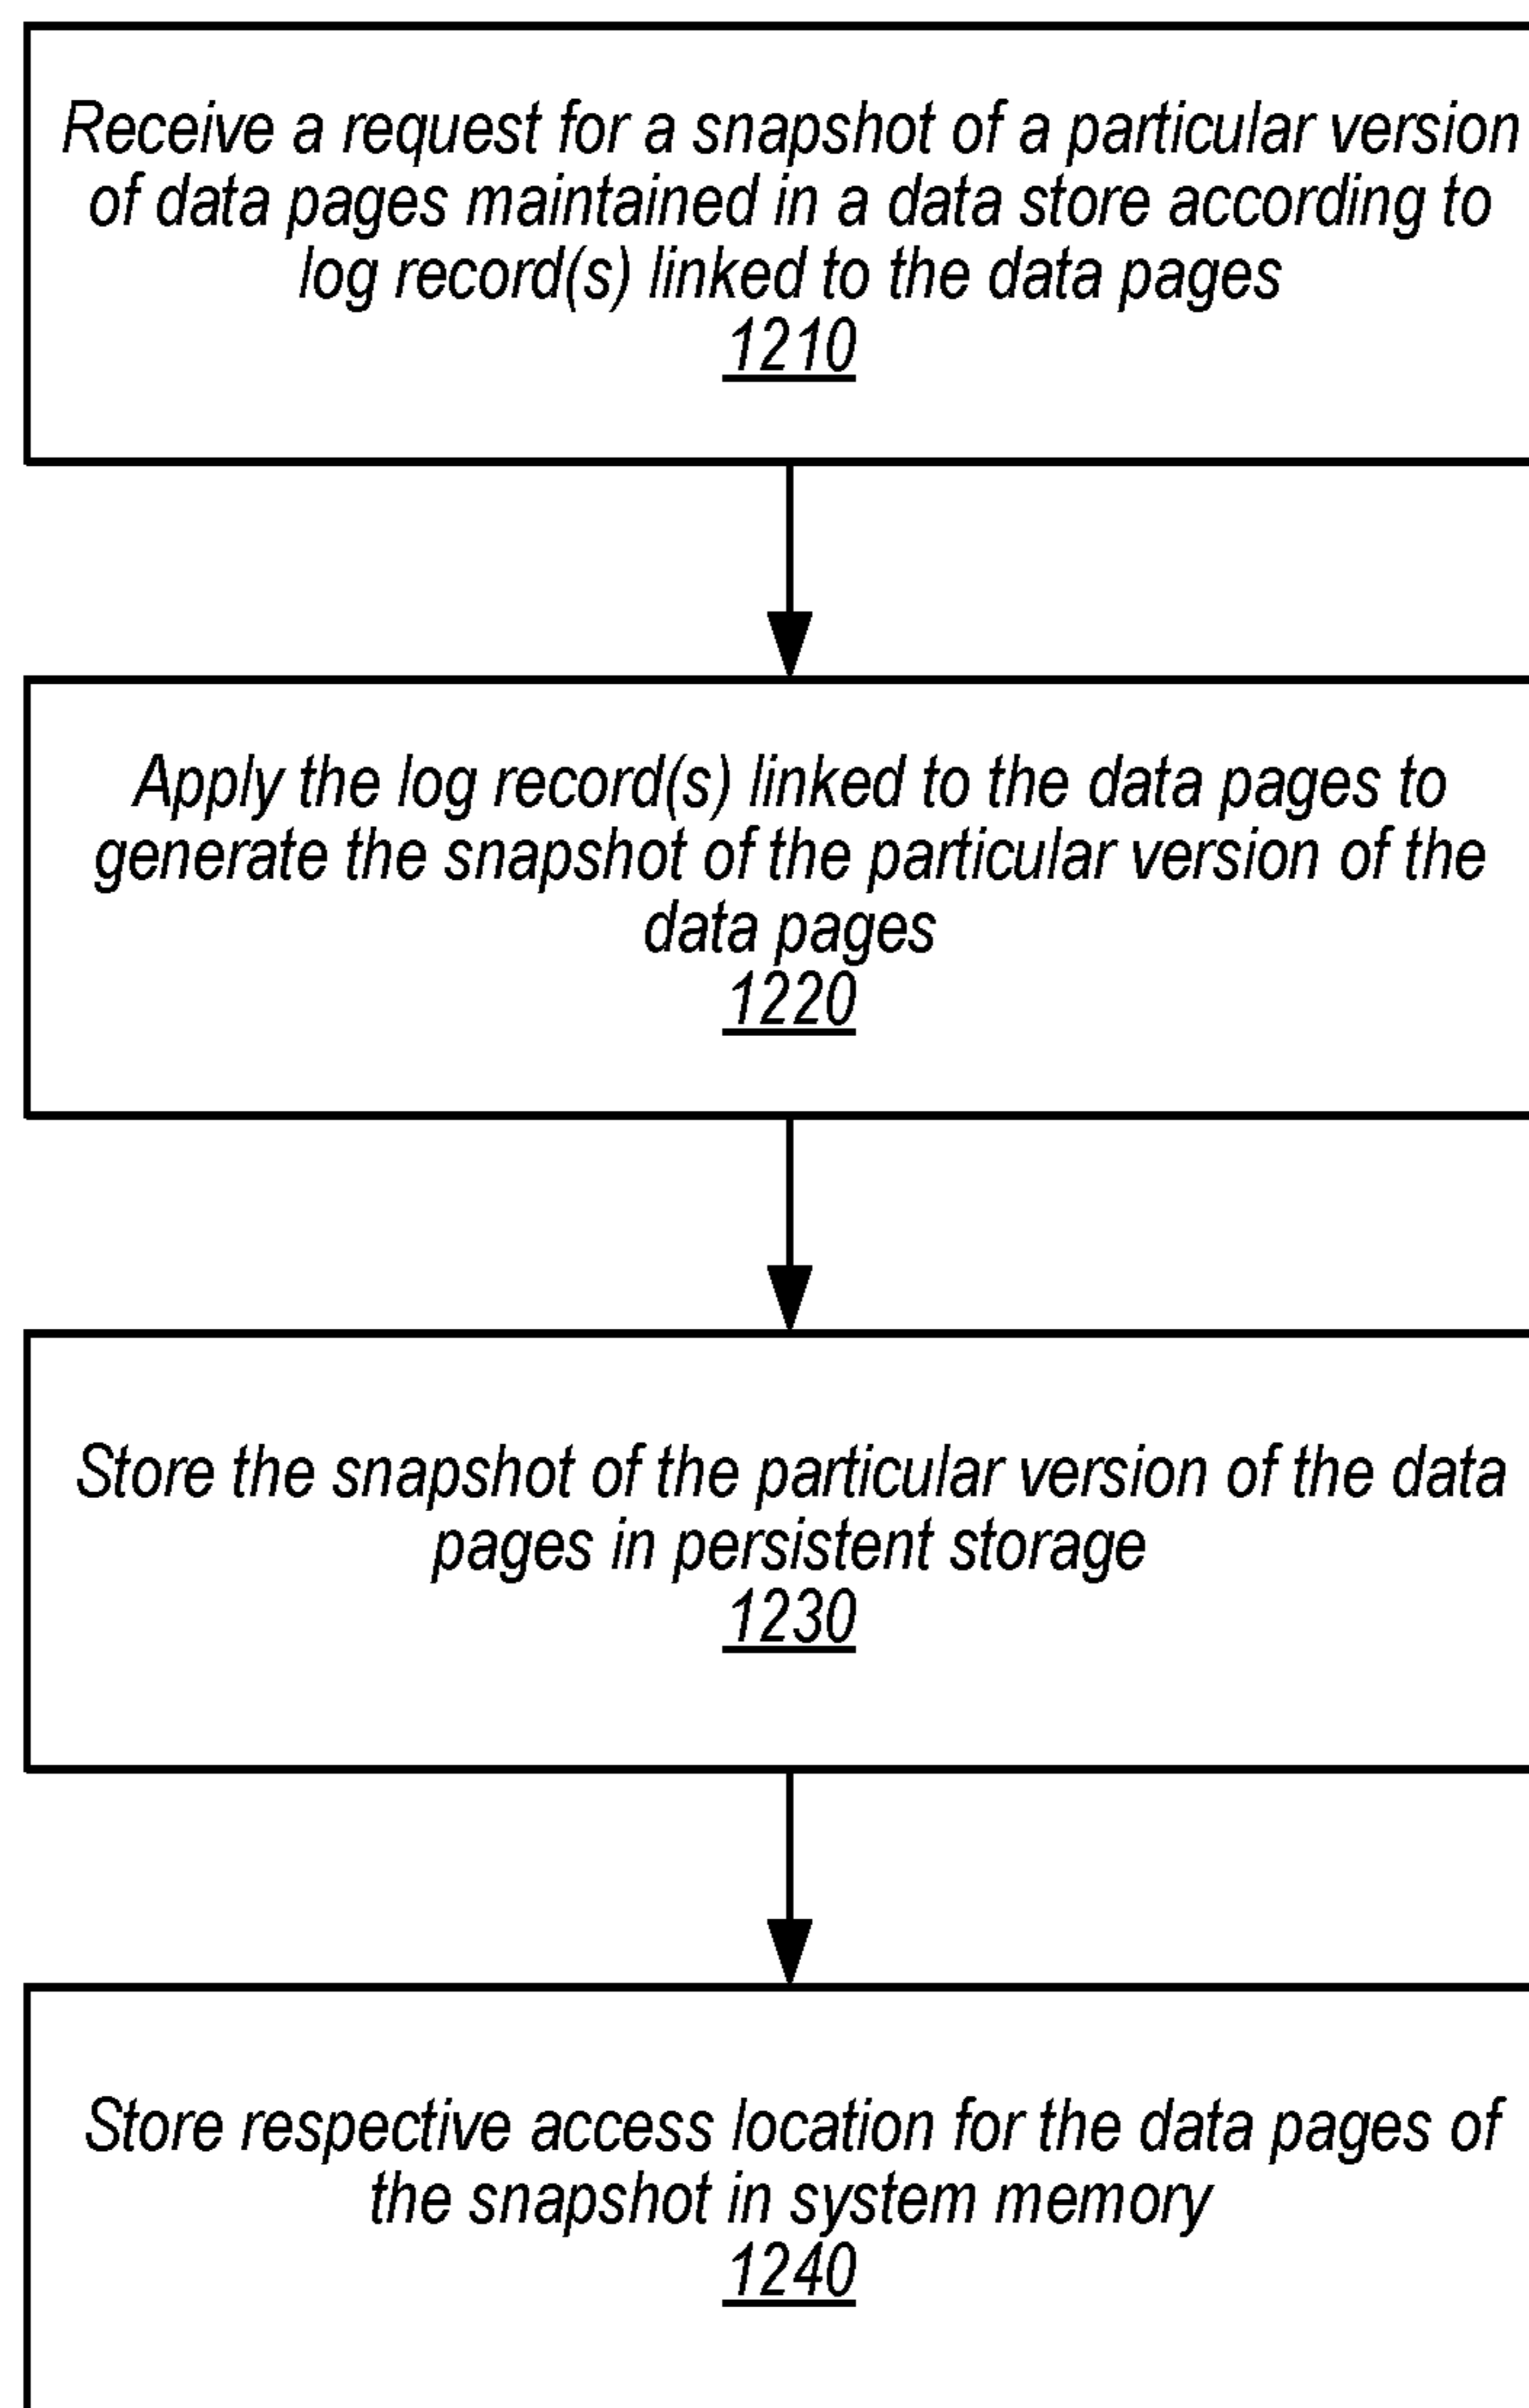 Receive a request for a snapshot of a particular version
of data pages maintained in a data store according to
log record(s) linked to the data pages
1210
Apply the log record(s) linked to the data pages to
generate the snapshot of the particular version of the
data pages
1220
Store the snapshot of the particular version of the data
pages in persistent storage
1230
Store respective access location for the data pages of
the snapshot in system memory
1240